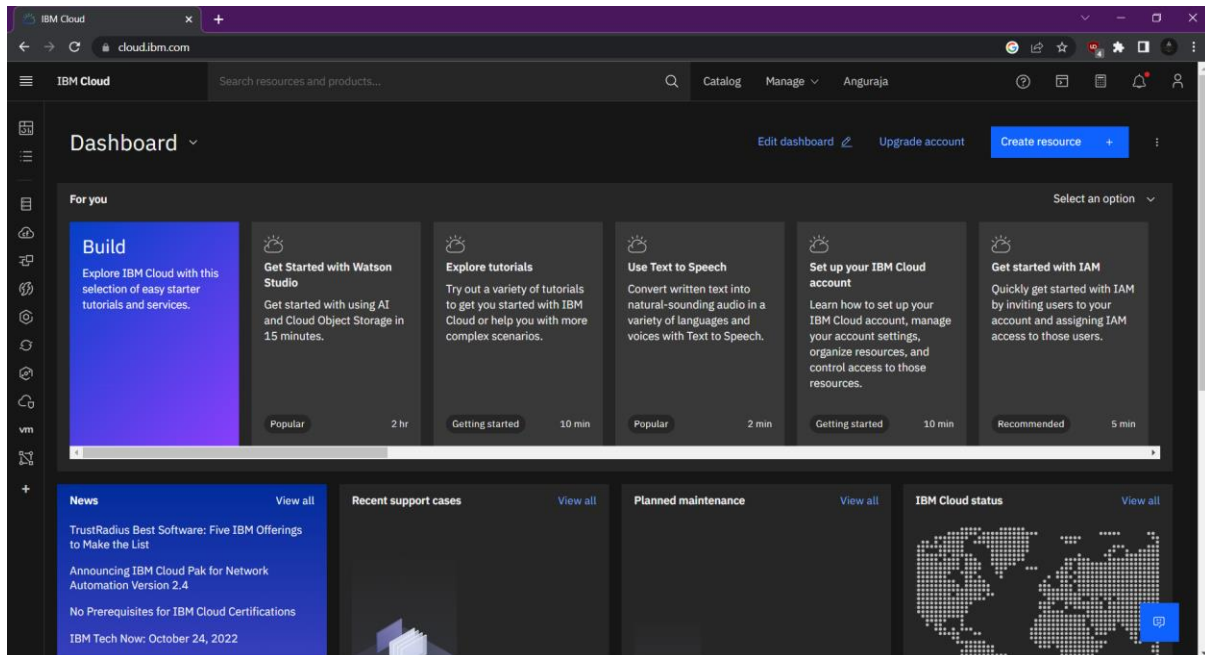 IBM Cloud
cloud.ibm.com
IBM Cloud
Search resources and products...
Catalog
Manage
Anguraja
Dashboard
Edit dashboard
Upgrade account
Create resource +
For you
Select an option
Build
Explore IBM Cloud with this
selection of easy starter
tutorials and services.
Get Started with Watson
Studio
Get started with using AI
and Cloud Object Storage in
15 minutes.
Popular
2 hr
Explore tutorials
Try out a variety of tutorials
to get you started with IBM
Cloud or help you with more
complex scenarios.
Getting started
10 min
Use Text to Speech
Convert written text into
natural-sounding audio in a
variety of languages and
voices with Text to Speech.
Popular
2 min
Set up your IBM Cloud
account
Learn how to set up your
IBM Cloud account, manage
your account settings,
organize resources, and
control access to those
resources.
Getting started
10 min
Get started with IAM
Quickly get started with IAM
by inviting users to your
account and assigning IAM
access to those users.
Recommended
5 min
vm
News
View all
TrustRadius Best Software: Five IBM Offerings
to Make the List
Announcing IBM Cloud Pak for Network
Automation Version 2.4
No Prerequisites for IBM Cloud Certifications
IBM Tech Now: October 24, 2022
Recent support cases
View all
Planned maintenance
View all
IBM Cloud status
View all